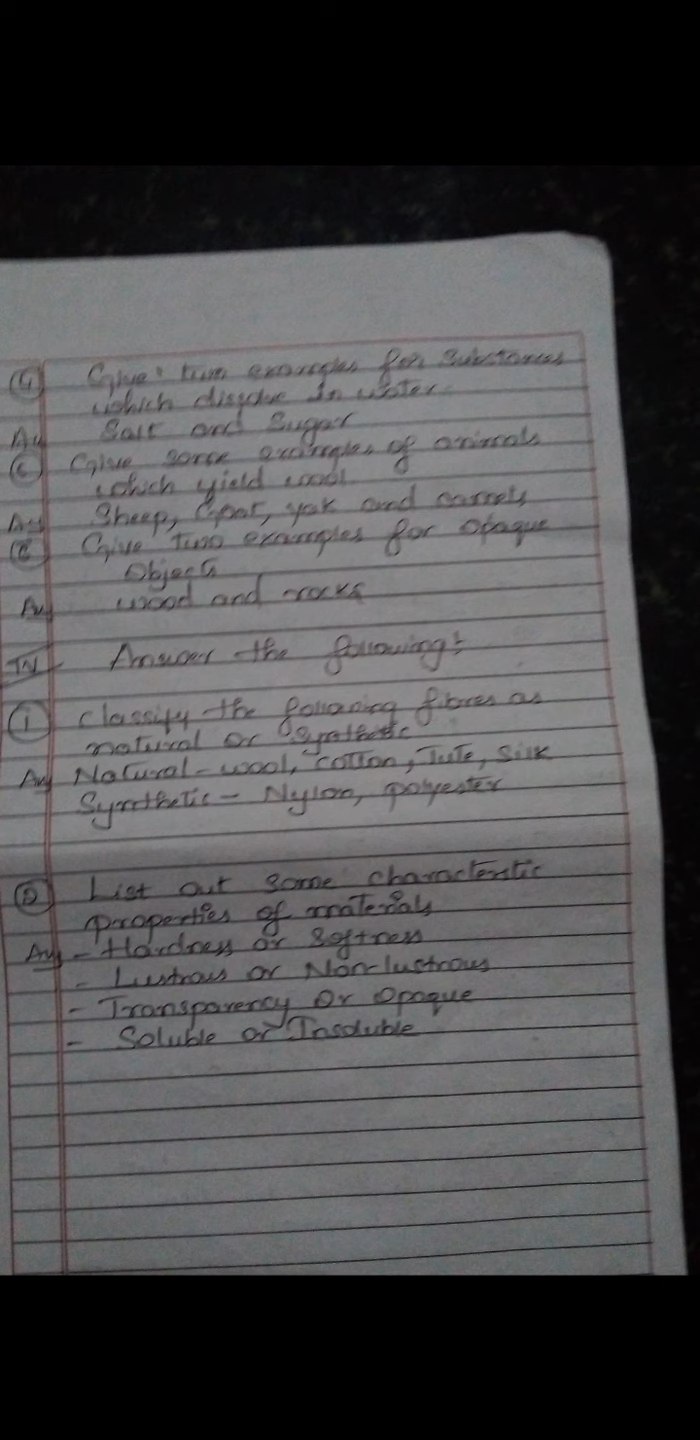 ④ Give two examples for substances
which disolve in water.
Ans Salt and Sugar
⑤ Give some examples of animals
which yield wool
Ans Sheep, Goat, yak and camels
⑥ Give Two examples for opaque
Objects
Ans wood and rocks
IV Answer the following:
① classify the following fibres as
natural or synthetic
Ans Natural - wool, cotton, Jute, Silk
Synthetic - Nylon, polyester
② List out some characterstic
properties of materials
Ans - Hardness or Softness
- Lustrous or Non-lustrous
- Transparency or opaque
- Soluble or Insoluble